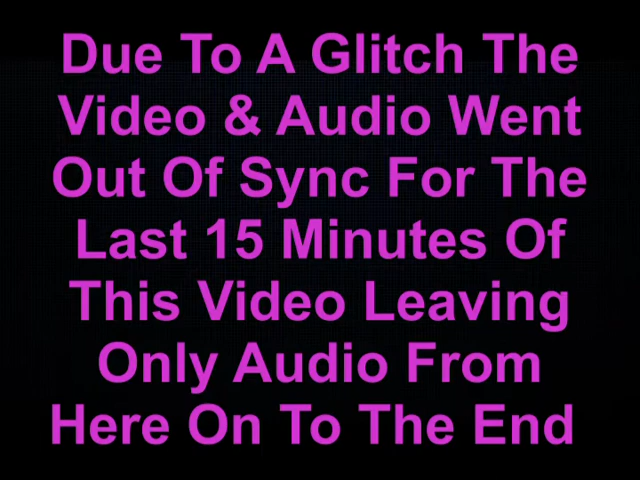 Due To A Glitch The
Video & Audio Went
Out Of Sync For The
Last 15 Minutes Of
This Video Leaving
Only Audio From
Here On To The End